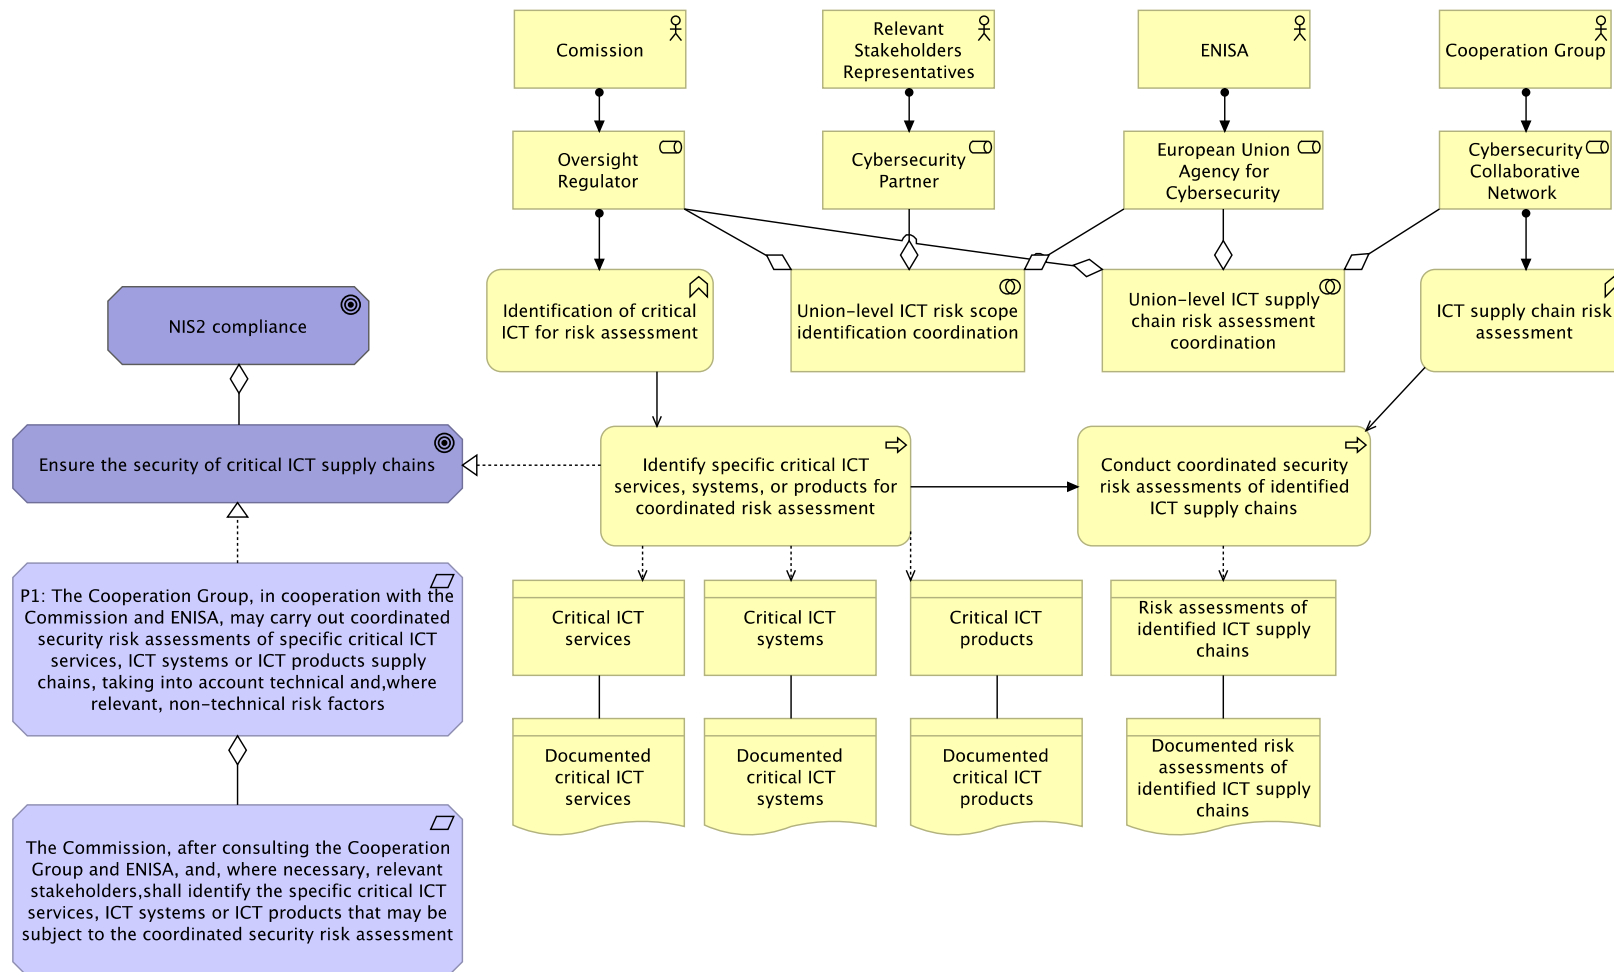 Comission
Relevant
Stakeholders
Representatives
ENISA
Cooperation Group
Oversight
Regulator
Cybersecurity
Partner
European Union
Agency for
Cybersecurity
Cybersecurity
Collaborative
Network
NIS2 compliance
Identification of critical
ICT for risk assessment
Union-level ICT risk scope
identification coordination
Union-level ICT supply
chain risk assessment
coordination
ICT supply chain risk
assessment
Ensure the security of critical ICT supply chains
Identify specific critical ICT
services, systems, or products for
coordinated risk assessment
Conduct coordinated security
risk assessments of identified
ICT supply chains
P1: The Cooperation Group, in cooperation with the
Commission and ENISA, may carry out coordinated
security risk assessments of specific critical ICT
services, ICT systems or ICT products supply
chains, taking into account technical and,where
relevant, non-technical risk factors
Critical ICT
services
Critical ICT
systems
Critical ICT
products
Risk assessments of
identified ICT supply
chains
Documented
critical ICT
services
Documented
critical ICT
systems
Documented
critical ICT
products
Documented risk
assessments of
identified ICT supply
chains
The Commission, after consulting the Cooperation
Group and ENISA, and, where necessary, relevant
stakeholders,shall identify the specific critical ICT
services, ICT systems or ICT products that may be
subject to the coordinated security risk assessment